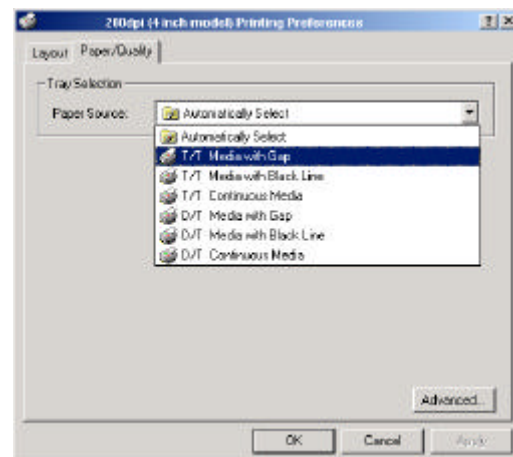 200dpi (4 inch model) Printing Preferences
Layout Paper/Quality
Tray Selection
Paper Source: Automatically Select
Automatically Select
T/T Media with Gap
T/T Media with Black Line
T/T Continuous Media
D/T Media with Gap
D/T Media with Black Line
D/T Continuous Media
Advanced...
OK Cancel Apply